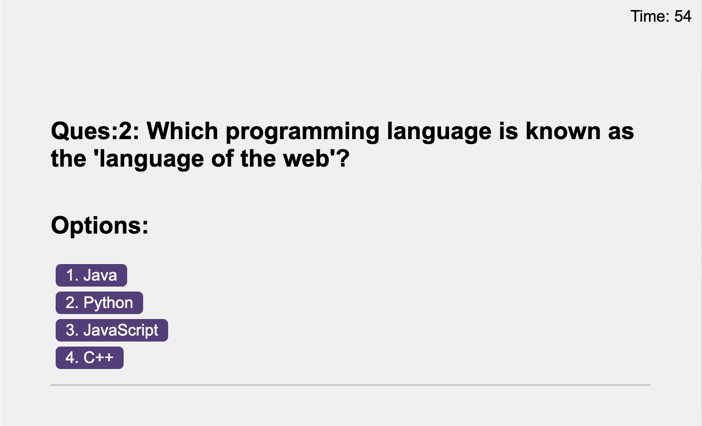 Time: 54
Ques:2: Which programming language is known as
the 'language of the web'?
Options:
1. Java
2. Python
3. JavaScript
4. C++